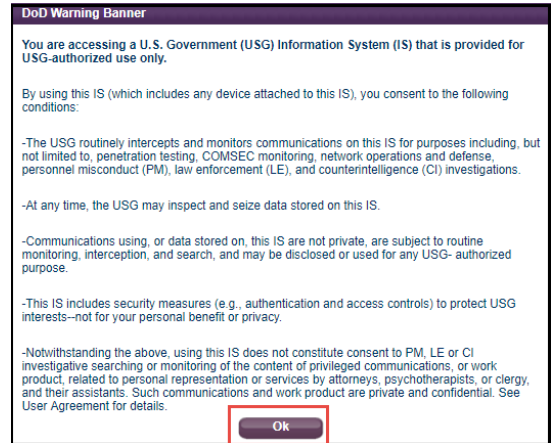 DoD Warning Banner
You are accessing a U.S. Government (USG) Information System (IS) that is provided for
USG-authorized use only.
By using this IS (which includes any device attached to this IS), you consent to the following
conditions:
-The USG routinely intercepts and monitors communications on this IS for purposes including, but
not limited to, penetration testing, COMSEC monitoring, network operations and defense,
personnel misconduct (PM), law enforcement (LE), and counterintelligence (CI) investigations.
-At any time, the USG may inspect and seize data stored on this IS.
-Communications using, or data stored on, this IS are not private, are subject to routine
monitoring, interception, and search, and may be disclosed or used for any USG- authorized
purpose.
-This IS includes security measures (e.g., authentication and access controls) to protect USG
interests--not for your personal benefit or privacy.
-Notwithstanding the above, using this IS does not constitute consent to PM, LE or CI
investigative searching or monitoring of the content of privileged communications, or work
product, related to personal representation or services by attorneys, psychotherapists, or clergy,
and their assistants. Such communications and work product are private and confidential. See
User Agreement for details.
Ok